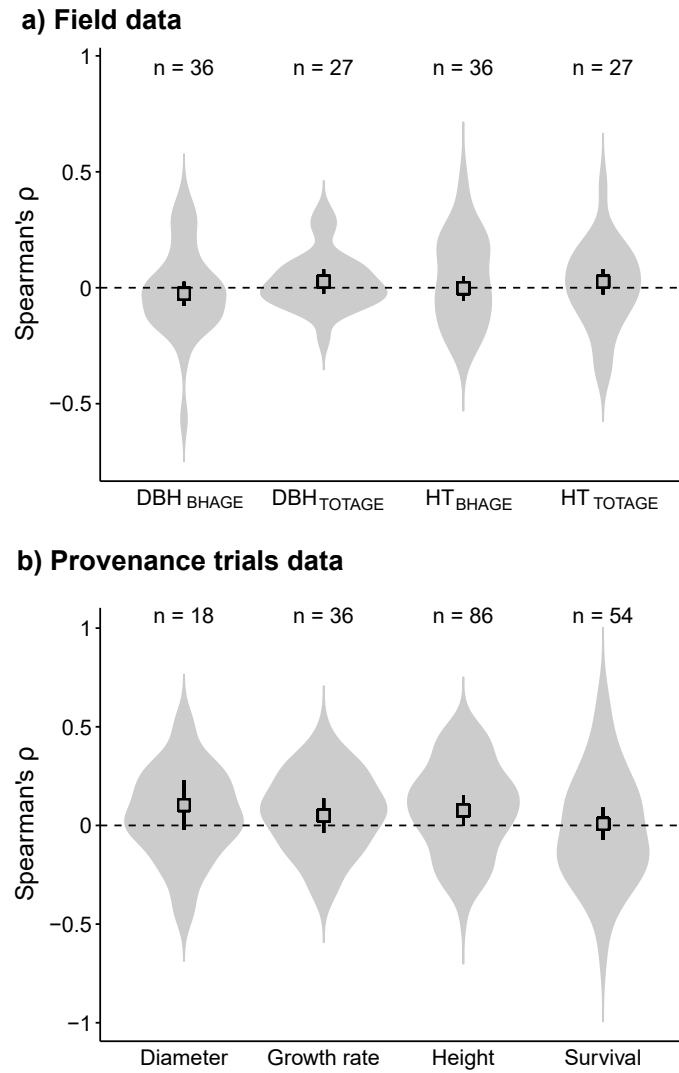 a) Field data
1
n = 36
n = 27
n = 36
n = 27
0.5
Spearman's ρ
0
−0.5
DBH BHAGE
DBH TOTAGE
HT BHAGE
HT TOTAGE
b) Provenance trials data
n = 18
n = 36
n = 86
n = 54
1
0.5
Spearman's ρ
0
−0.5
−1
Diameter
Growth rate
Height
Survival